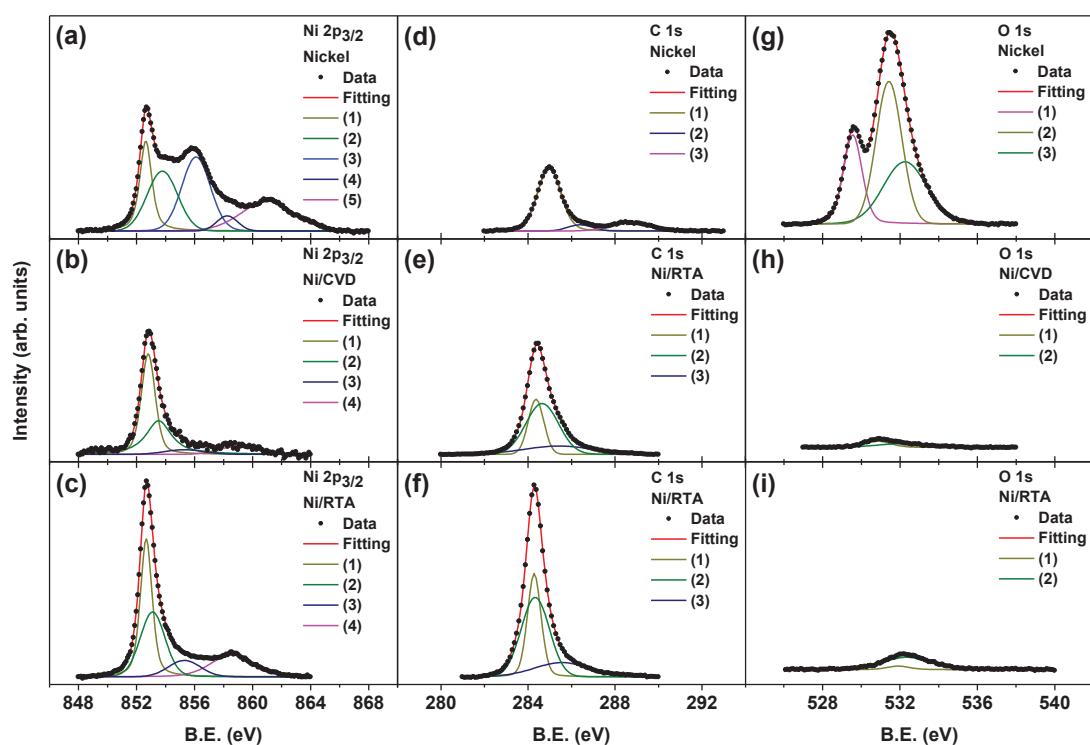 (a)
Ni 2p3/2
Nickel
Data
Fitting
(1)
(2)
(3)
(4)
(5)
(d)
C 1s
Nickel
Data
Fitting
(1)
(2)
(3)
(g)
O 1s
Nickel
Data
Fitting
(1)
(2)
(3)
(b)
Ni 2p3/2
Ni/CVD
Data
Fitting
(1)
(2)
(3)
(4)
(e)
C 1s
Ni/RTA
Data
Fitting
(1)
(2)
(3)
(h)
O 1s
Ni/CVD
Data
Fitting
(1)
(2)
(c)
Ni 2p3/2
Ni/RTA
Data
Fitting
(1)
(2)
(3)
(4)
(f)
C 1s
Ni/RTA
Data
Fitting
(1)
(2)
(3)
(i)
O 1s
Ni/RTA
Data
Fitting
(1)
(2)
Intensity (arb. units)
848 852 856 860 864 868
280 284 288 292
528 532 536 540
B.E. (eV)
B.E. (eV)
B.E. (eV)